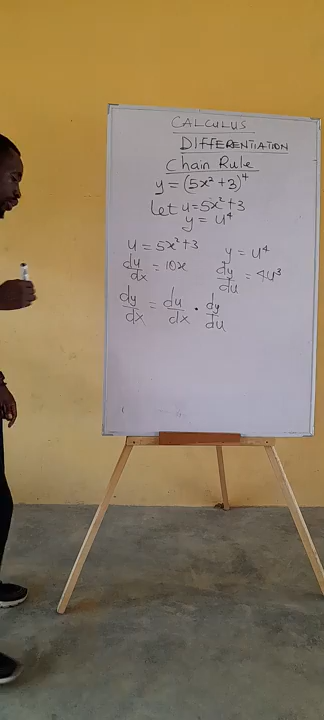 CALCULUS
DIFFERENTIATION
Chain Rule
y = (5x² + 3)⁴
Let u = 5x² + 3
y = u⁴
u = 5x² + 3 y = u⁴
du/dx = 10x dy/du = 4u³
dy/dx = du/dx · dy/du